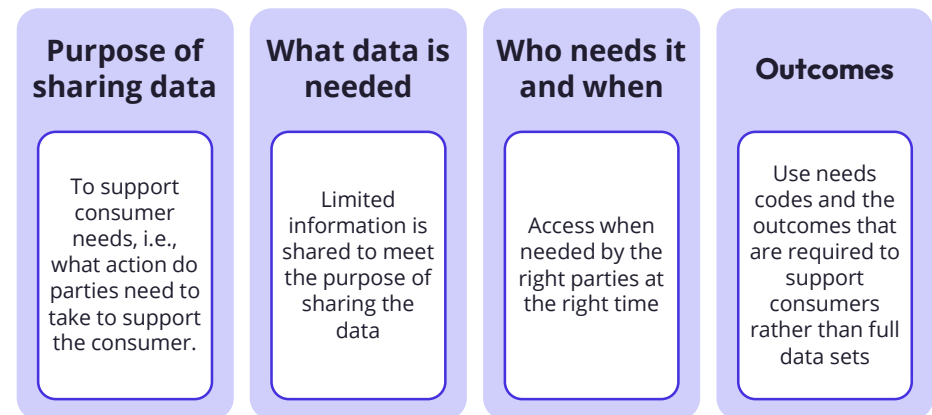 Purpose of
sharing data
To support
consumer
needs, i.e.,
what action do
parties need to
take to support
the consumer.
What data is
needed
Limited
information is
shared to meet
the purpose of
sharing the
data
Who needs it
and when
Access when
needed by the
right parties at
the right time
Outcomes
Use needs
codes and the
outcomes that
are required to
support
consumers
rather than full
data sets